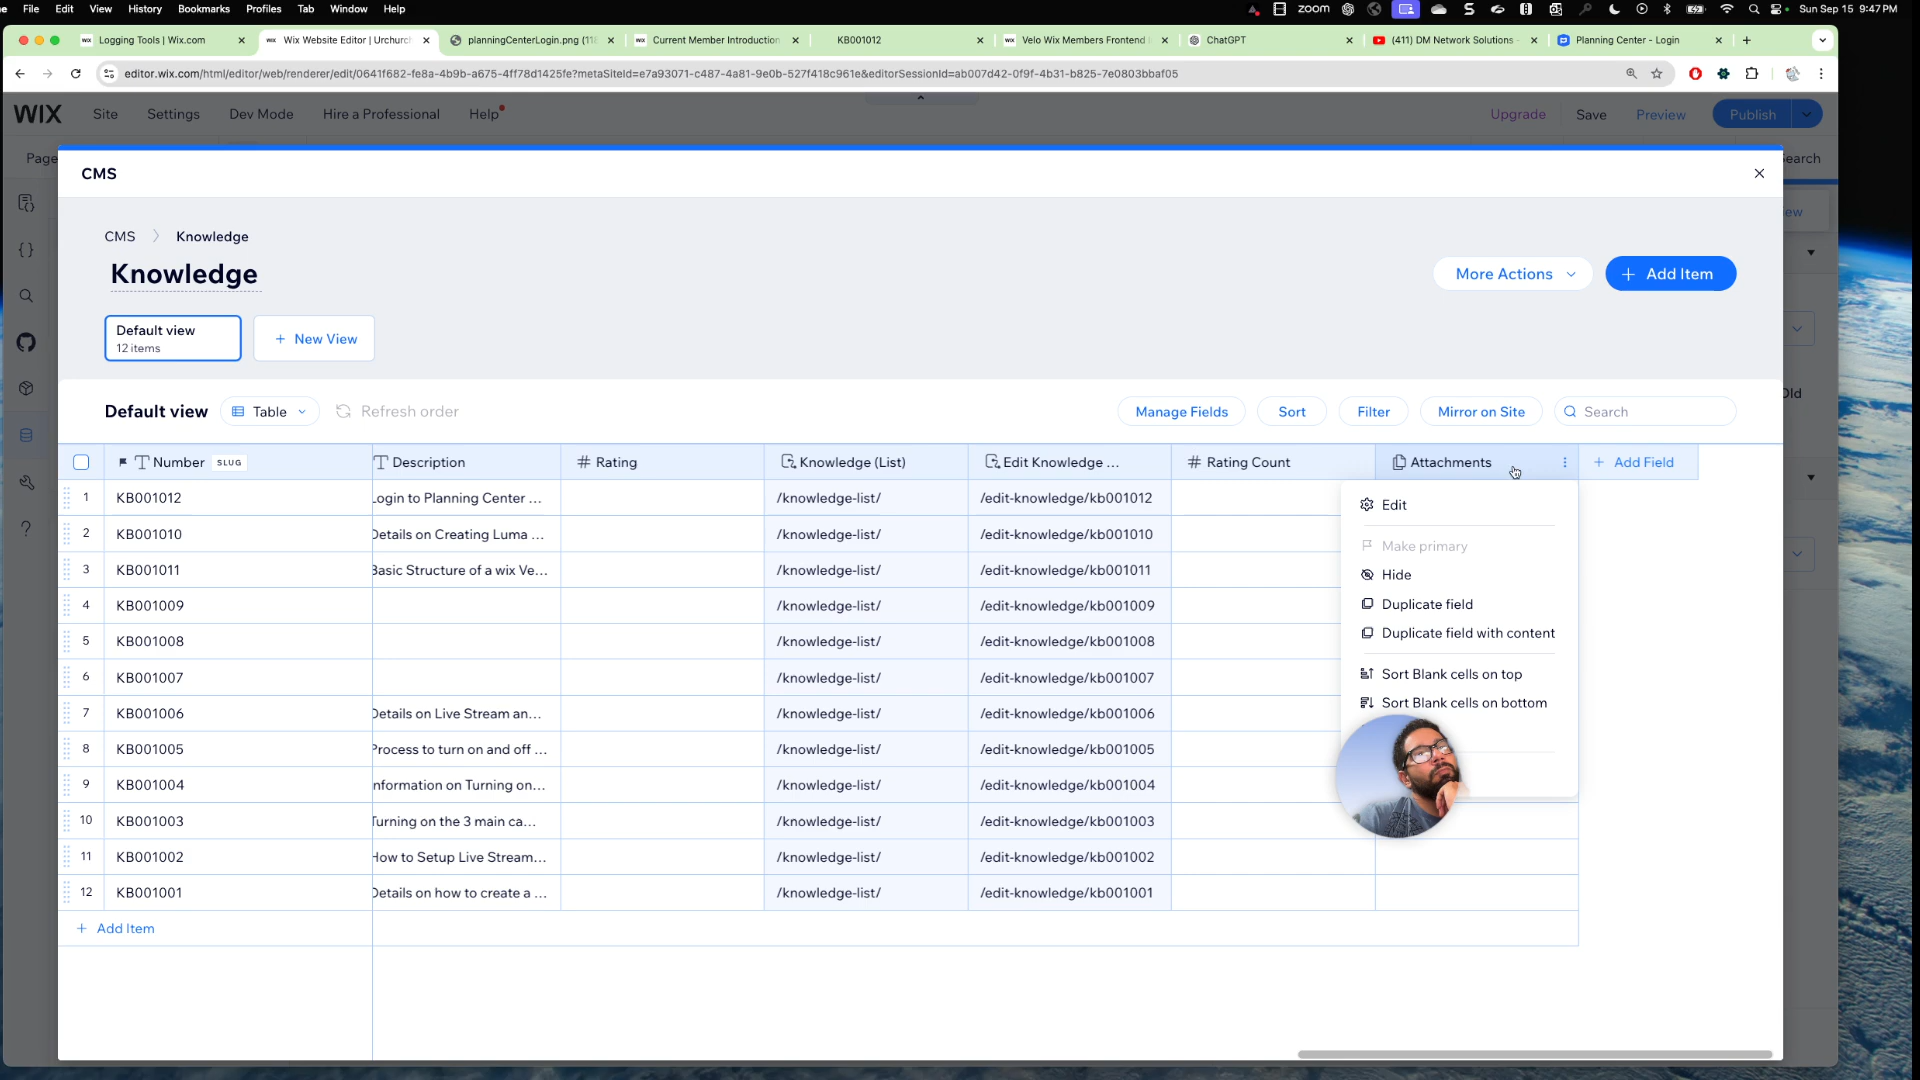 File Edit View History Bookmarks Profiles Tab Window Help zoom Sun Sep 15 9:47 PM
Logging Tools | Wix.com Wix Website Editor | Urchurc planningCenterLogin.png (11 Current Member Introduction KB001012 Velo Wix Members Frontend ChatGPT (411) DM Network Solutions - Planning Center - Login
editor.wix.com/html/editor/web/renderer/edit/0641f682-fe8a-4b9b-a675-4ff78d1425fe?metaSiteId=e7a93071-c487-4a81-9e0b-527f418c961e&editorSessionId=ab007d42-0f9f-4b31-b825-7e0803bbaf05
WIX Site Settings Dev Mode Hire a Professional Help Upgrade Save Preview Publish
Page earch
CMS
CMS Knowledge
Knowledge
More Actions + Add Item
Default view
12 items
+ New View
Default view Table Refresh order Manage Fields Sort Filter Mirror on Site Search
Number SLUG Description Rating Knowledge (List) Edit Knowledge ... Rating Count Attachments + Add Field
1 KB001012 Login to Planning Center ... /knowledge-list/ /edit-knowledge/kb001012
2 KB001010 Details on Creating Luma ... /knowledge-list/ /edit-knowledge/kb001010
3 KB001011 Basic Structure of a wix Ve... /knowledge-list/ /edit-knowledge/kb001011
4 KB001009 /knowledge-list/ /edit-knowledge/kb001009
5 KB001008 /knowledge-list/ /edit-knowledge/kb001008
6 KB001007 /knowledge-list/ /edit-knowledge/kb001007
7 KB001006 Details on Live Stream an... /knowledge-list/ /edit-knowledge/kb001006
8 KB001005 Process to turn on and off ... /knowledge-list/ /edit-knowledge/kb001005
9 KB001004 nformation on Turning on... /knowledge-list/ /edit-knowledge/kb001004
10 KB001003 Turning on the 3 main ca... /knowledge-list/ /edit-knowledge/kb001003
11 KB001002 How to Setup Live Stream... /knowledge-list/ /edit-knowledge/kb001002
12 KB001001 Details on how to create a ... /knowledge-list/ /edit-knowledge/kb001001
+ Add Item
Edit
Make primary
Hide
Duplicate field
Duplicate field with content
Sort Blank cells on top
Sort Blank cells on bottom